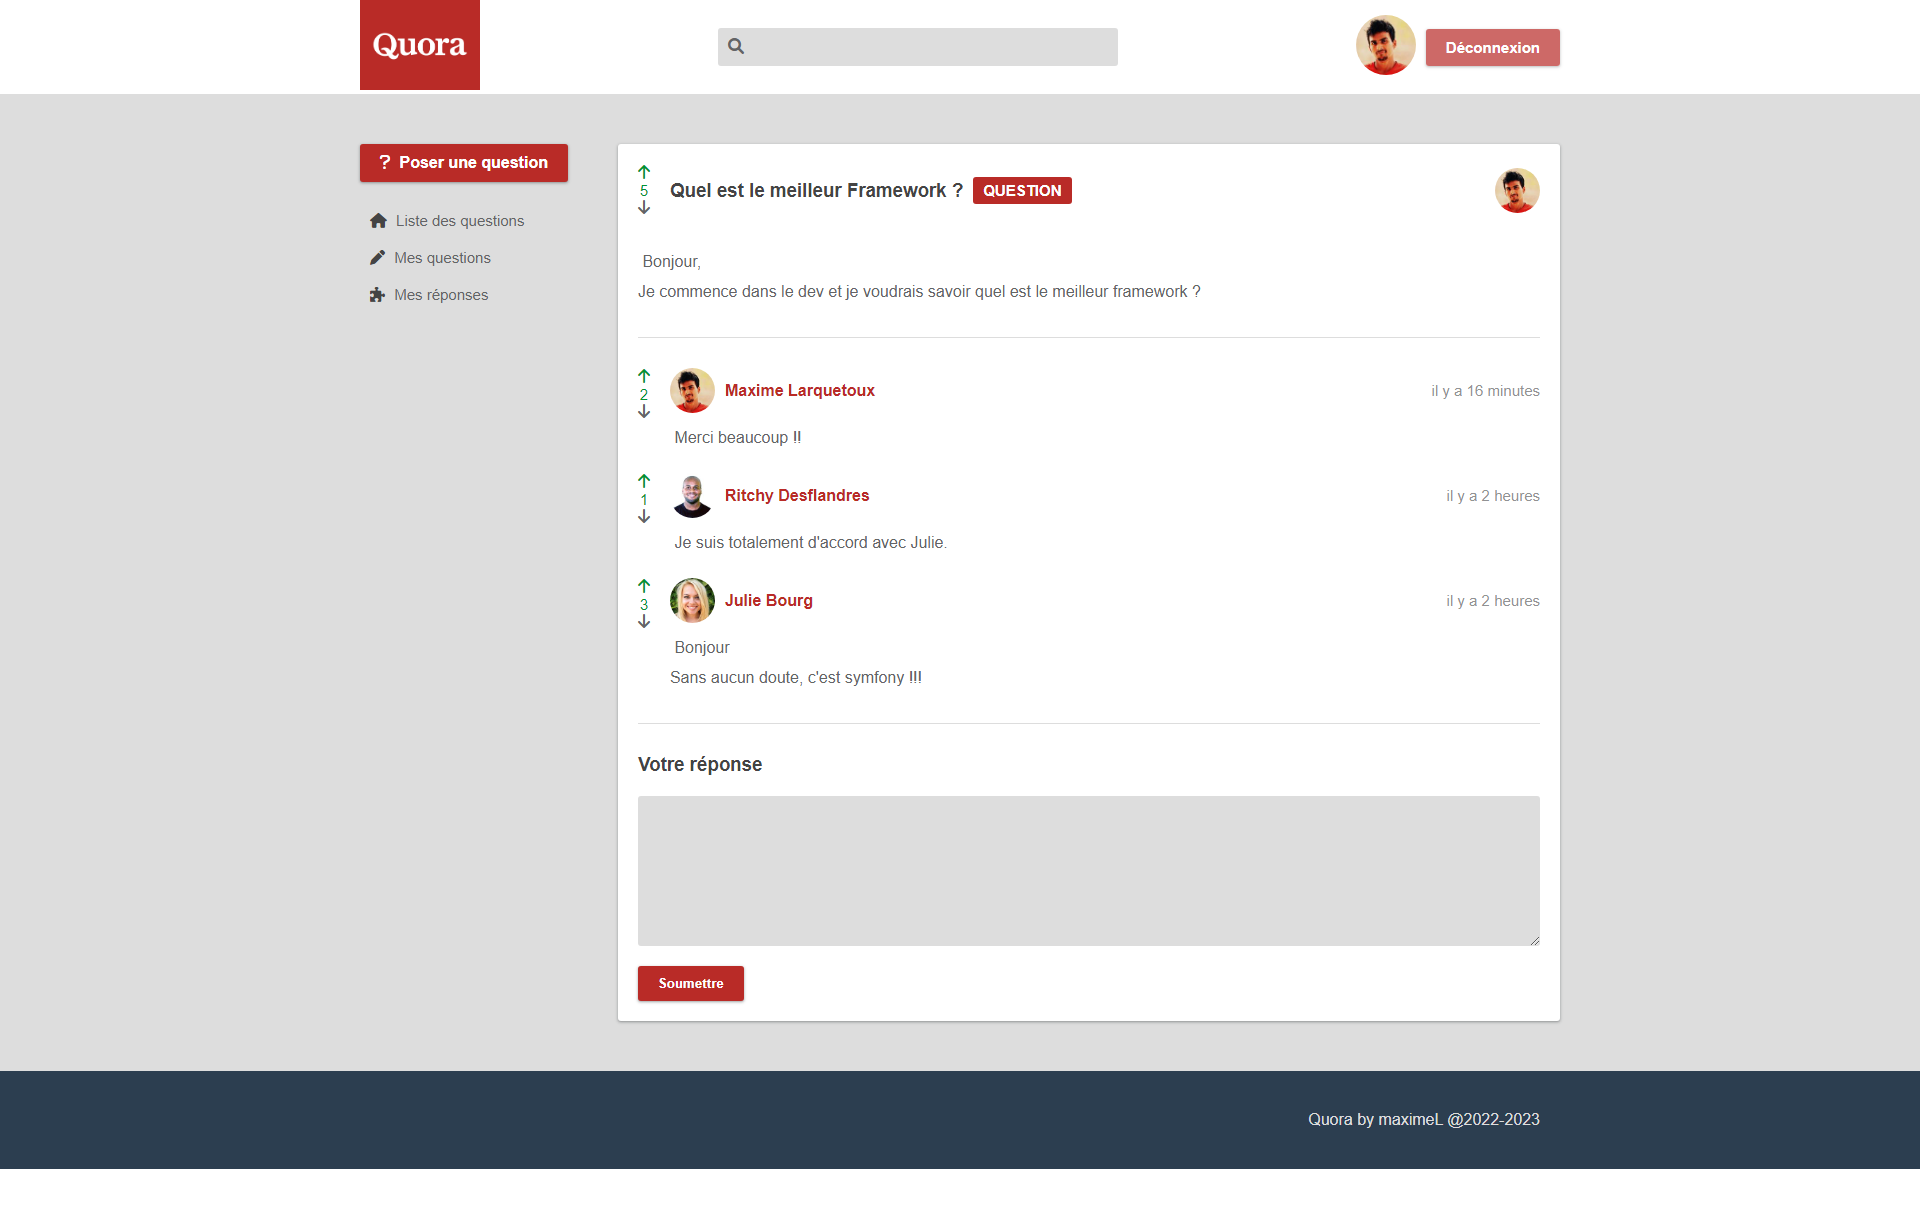 Quora
Déconnexion
? Poser une question
Liste des questions
Mes questions
Mes réponses
5
Quel est le meilleur Framework ? QUESTION
Bonjour,
Je commence dans le dev et je voudrais savoir quel est le meilleur framework ?
2
Maxime Larquetoux
il y a 16 minutes
Merci beaucoup !!
1
Ritchy Desflandres
il y a 2 heures
Je suis totalement d'accord avec Julie.
3
Julie Bourg
il y a 2 heures
Bonjour
Sans aucun doute, c'est symfony !!!
Votre réponse
Soumettre
Quora by maximeL @2022-2023